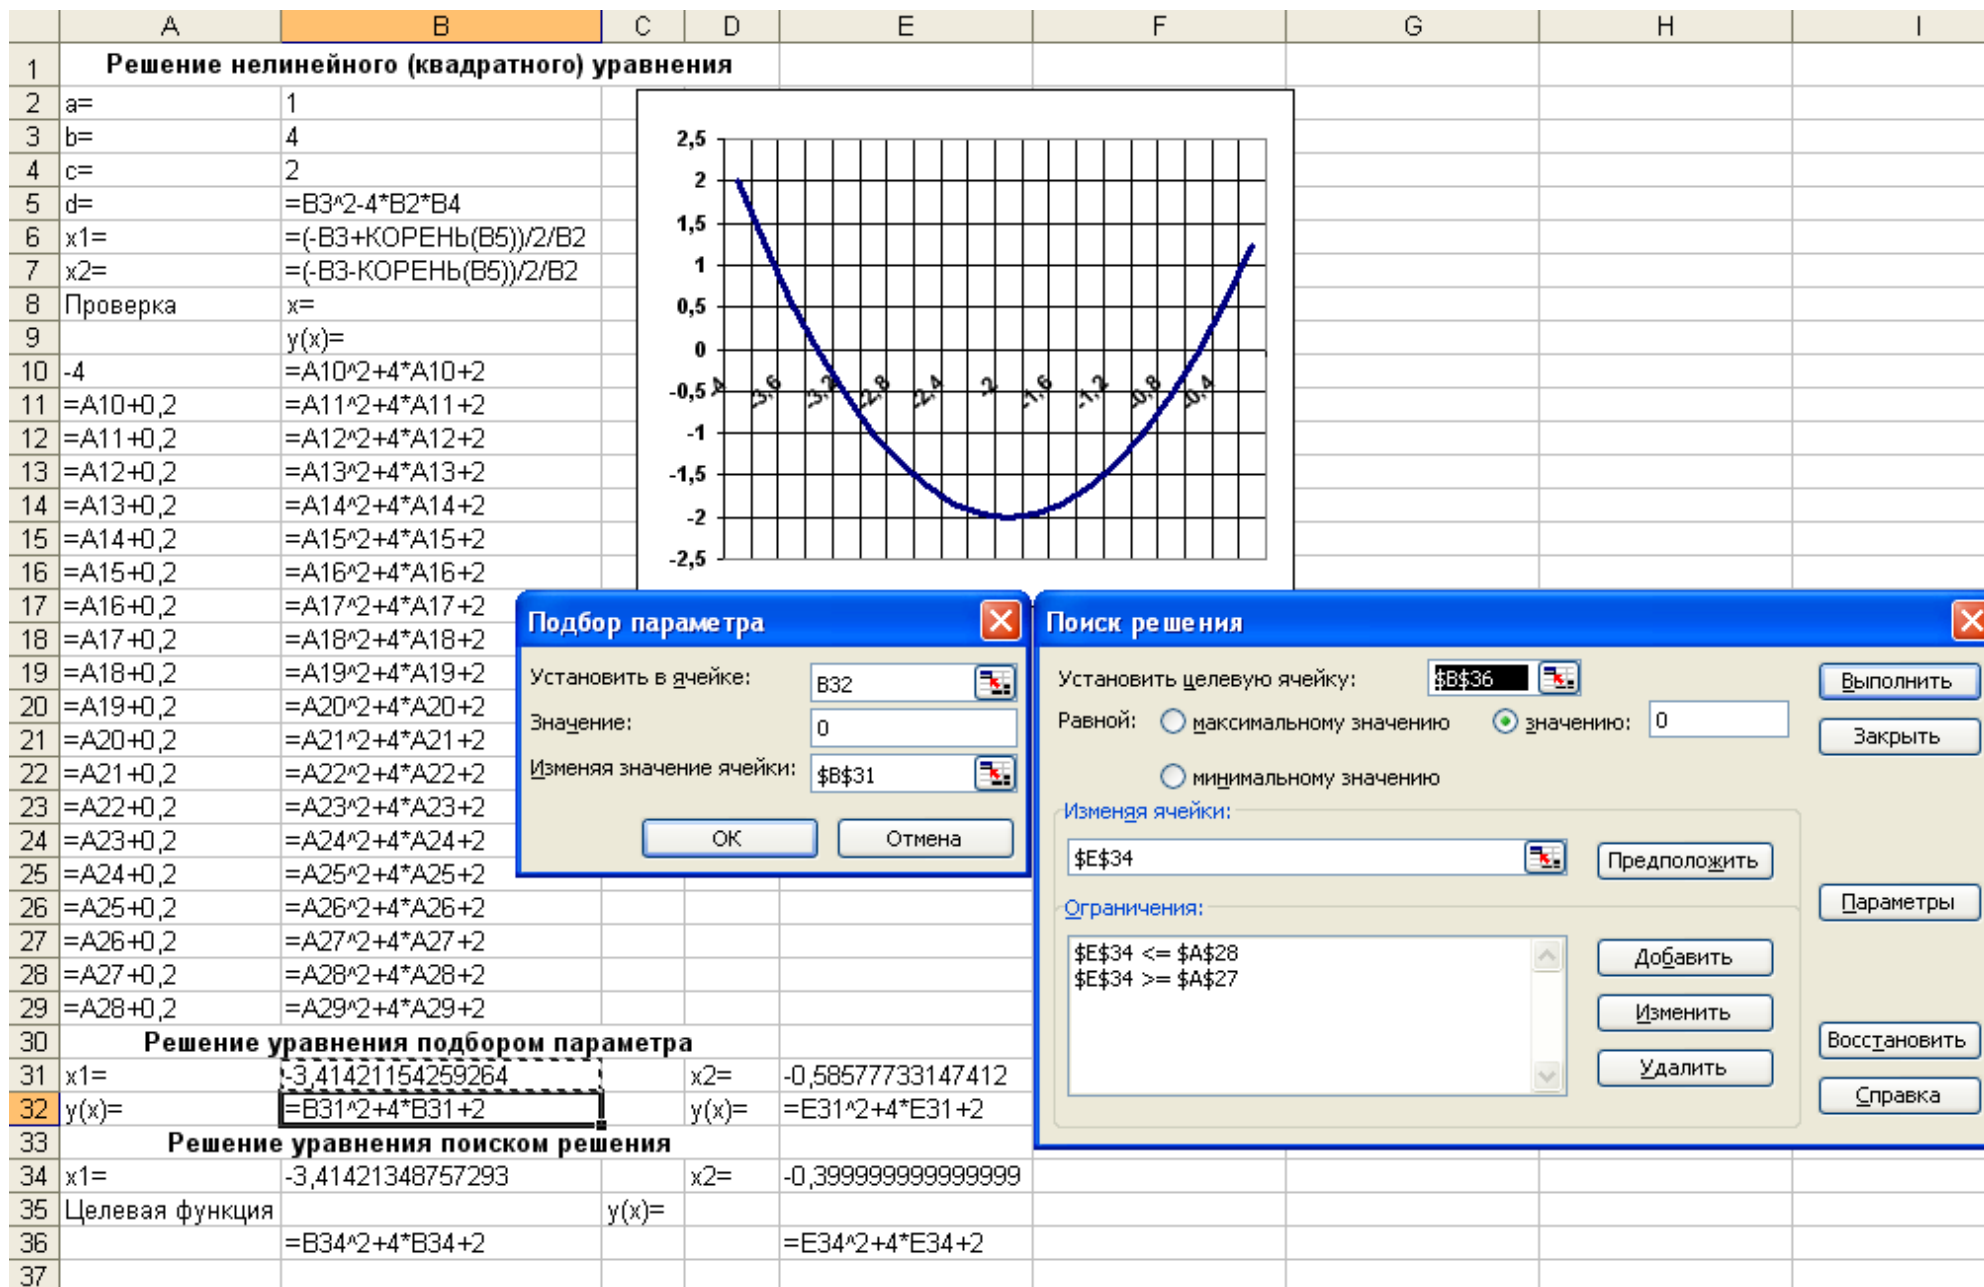 A B C D E F G H I
1 Решение нелинейного (квадратного) уравнения
2 a= 1
3 b= 4
4 c= 2
5 d= =B3^2-4*B2*B4
6 x1= =(-B3+КОРЕНЬ(B5))/2/B2
7 x2= =(-B3-КОРЕНЬ(B5))/2/B2
8 Проверка x=
9 y(x)=
10 -4 =A10^2+4*A10+2
11 =A10+0,2 =A11^2+4*A11+2
12 =A11+0,2 =A12^2+4*A12+2
13 =A12+0,2 =A13^2+4*A13+2
14 =A13+0,2 =A14^2+4*A14+2
15 =A14+0,2 =A15^2+4*A15+2
16 =A15+0,2 =A16^2+4*A16+2
17 =A16+0,2 =A17^2+4*A17+2
18 =A17+0,2 =A18^2+4*A18+2
19 =A18+0,2 =A19^2+4*A19+2
20 =A19+0,2 =A20^2+4*A20+2
21 =A20+0,2 =A21^2+4*A21+2
22 =A21+0,2 =A22^2+4*A22+2
23 =A22+0,2 =A23^2+4*A23+2
24 =A23+0,2 =A24^2+4*A24+2
25 =A24+0,2 =A25^2+4*A25+2
26 =A25+0,2 =A26^2+4*A26+2
27 =A26+0,2 =A27^2+4*A27+2
28 =A27+0,2 =A28^2+4*A28+2
29 =A28+0,2 =A29^2+4*A29+2
30 Решение уравнения подбором параметра
31 x1= -3,41421154259264 x2= -0,58577733147412
32 y(x)= =B31^2+4*B31+2 y(x)= =E31^2+4*E31+2
33 Решение уравнения поиском решения
34 x1= -3,41421348757293 x2= -0,399999999999999
35 Целевая функция y(x)=
36 =B34^2+4*B34+2 =E34^2+4*E34+2
37
2,5
2
1,5
1
0,5
0
-0,5
-1
-1,5
-2
-2,5
-4 -3,6 -3,2 -2,8 -2,4 -2 -1,6 -1,2 -0,8 -0,4
Подбор параметра
Установить в ячейке: B32
Значение: 0
Изменяя значение ячейки: $B$31
ОК Отмена
Поиск решения
Установить целевую ячейку: $B$36 Выполнить
Равной: максимальному значению значению: 0
Закрыть
минимальному значению
Изменяя ячейки:
$E$34 Предположить
Ограничения: Параметры
$E$34 <= $A$28 Добавить
$E$34 >= $A$27
Изменить
Восстановить
Удалить
Справка